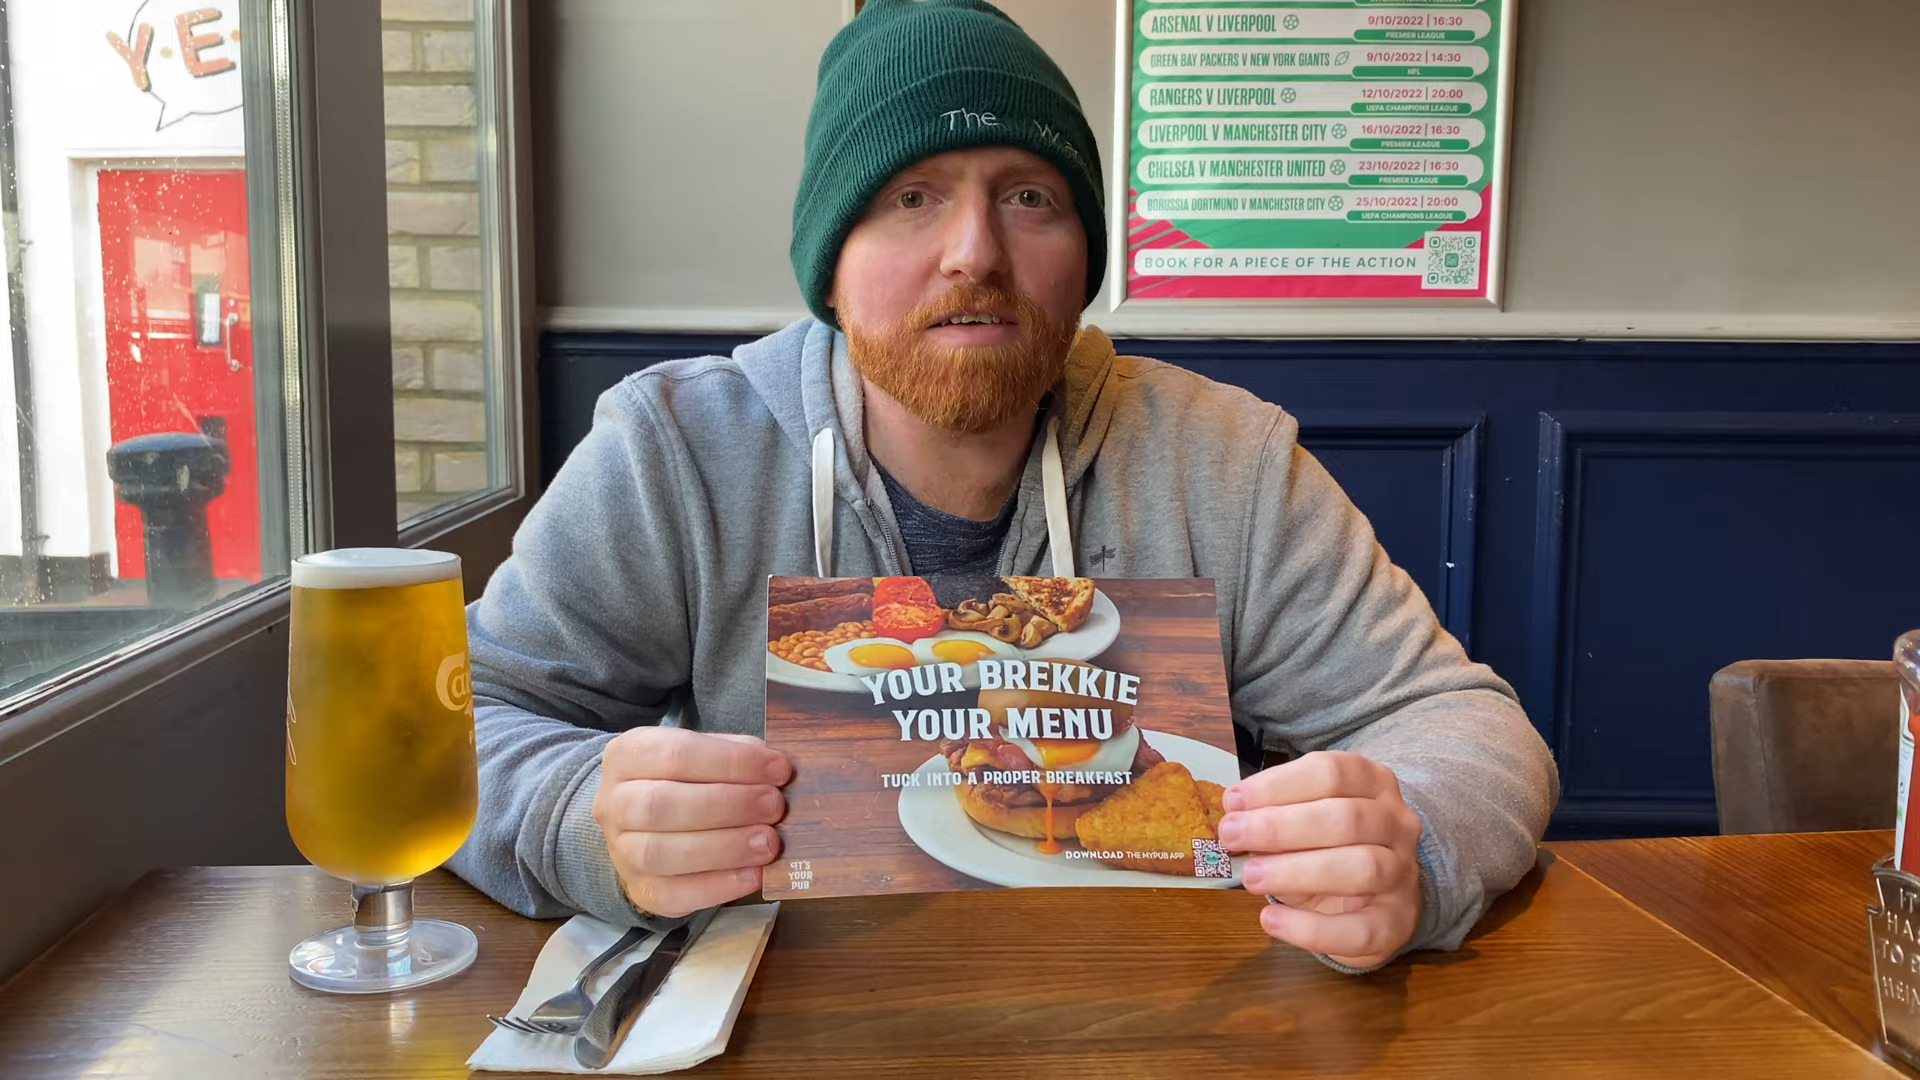 Y.E.
ARSENAL V LIVERPOOL
9/10/2022 | 16:30
PREMIER LEAGUE
GREEN BAY PACKERS V NEW YORK GIANTS
9/10/2022 | 14:30
NFL
RANGERS V LIVERPOOL
12/10/2022 | 20:00
UEFA CHAMPIONS LEAGUE
LIVERPOOL V MANCHESTER CITY
16/10/2022 | 16:30
PREMIER LEAGUE
CHELSEA V MANCHESTER UNITED
23/10/2022 | 16:30
PREMIER LEAGUE
BORUSSIA DORTMUND V MANCHESTER CITY
25/10/2022 | 20:00
UEFA CHAMPIONS LEAGUE
BOOK FOR A PIECE OF THE ACTION
The
YOUR BREKKIE
YOUR MENU
TUCK INTO A PROPER BREAKFAST
DOWNLOAD THE MYPUB APP
IT'S
YOUR
PUB